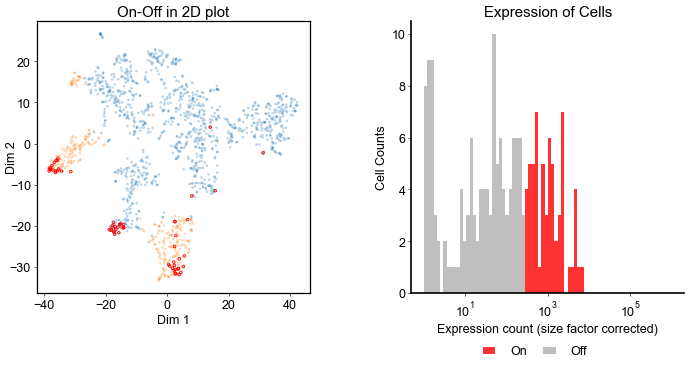 On-Off in 2D plot
Dim 2
20
10
0
−10
−20
−30
−40 −20 0 20 40
Dim 1
Expression of Cells
Cell Counts
10
8
6
4
2
0
10¹ 10³ 10⁵
Expression count (size factor corrected)
On Off